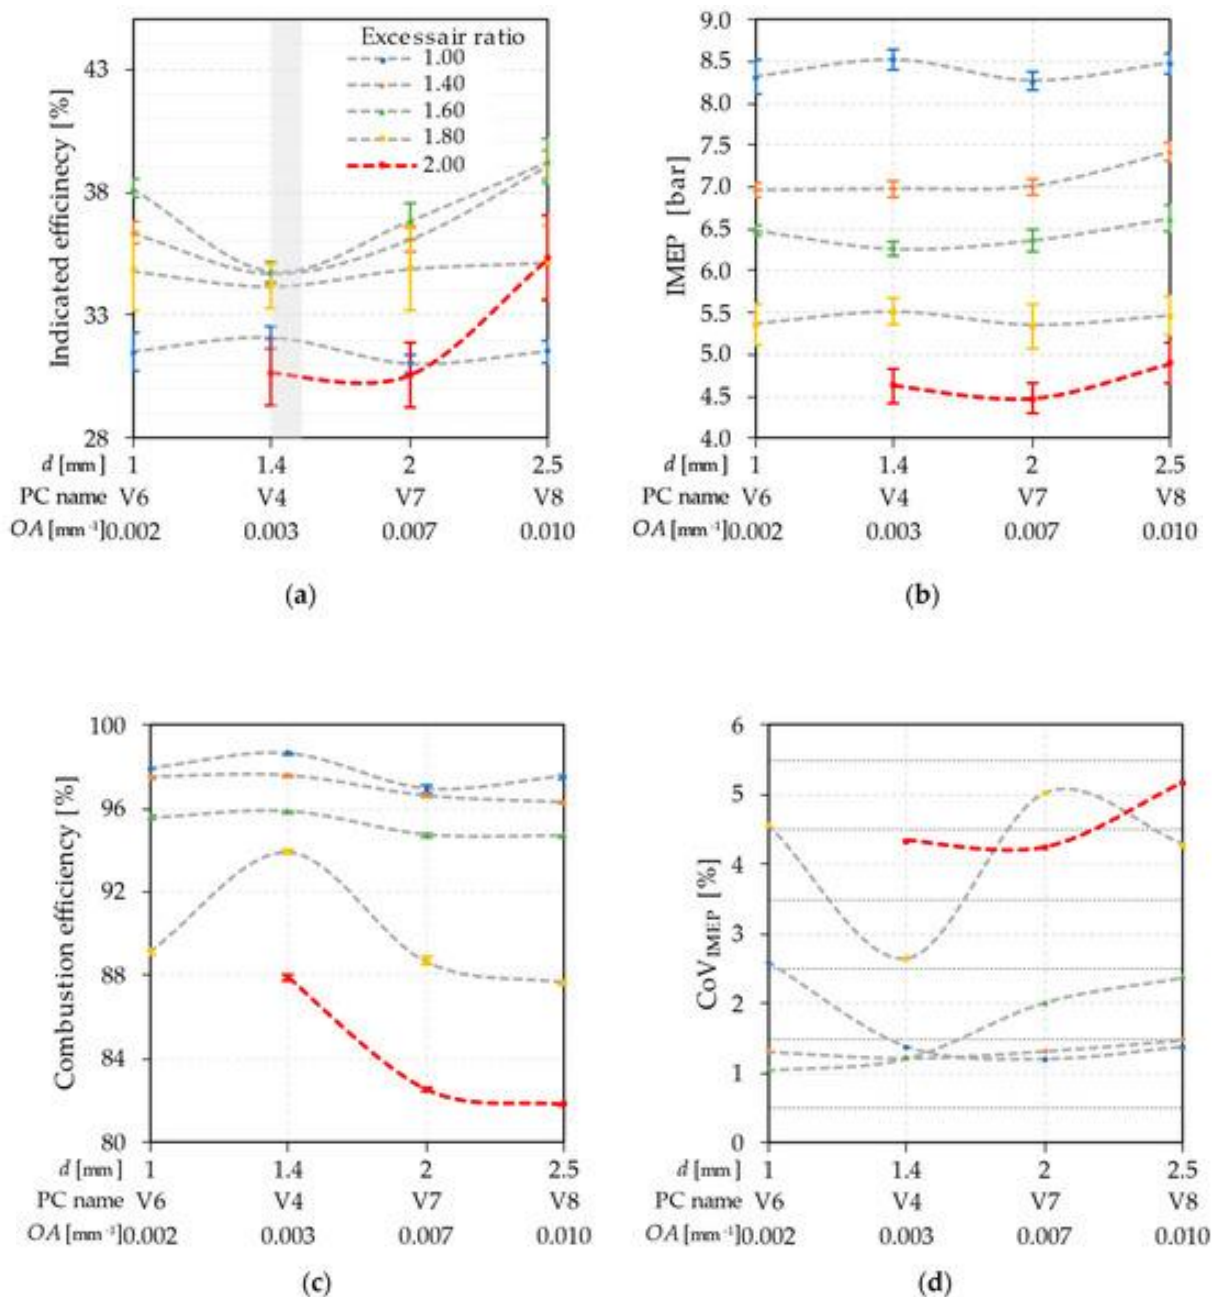 Excessair ratio
1.00
1.40
1.60
1.80
2.00
Indicated efficinecy [%]
43
38
33
28
d [mm] 1 1.4 2 2.5
PC name V6 V4 V7 V8
OA [mm⁻¹] 0.002 0.003 0.007 0.010
(a)
IMEP [bar]
9.0
8.5
8.0
7.5
7.0
6.5
6.0
5.5
5.0
4.5
4.0
d [mm] 1 1.4 2 2.5
PC name V6 V4 V7 V8
OA [mm⁻¹] 0.002 0.003 0.007 0.010
(b)
Combustion efficiency [%]
100
96
92
88
84
80
d [mm] 1 1.4 2 2.5
PC name V6 V4 V7 V8
OA [mm⁻¹] 0.002 0.003 0.007 0.010
(c)
CoV_IMEP [%]
6
5
4
3
2
1
0
d [mm] 1 1.4 2 2.5
PC name V6 V4 V7 V8
OA [mm⁻¹] 0.002 0.003 0.007 0.010
(d)